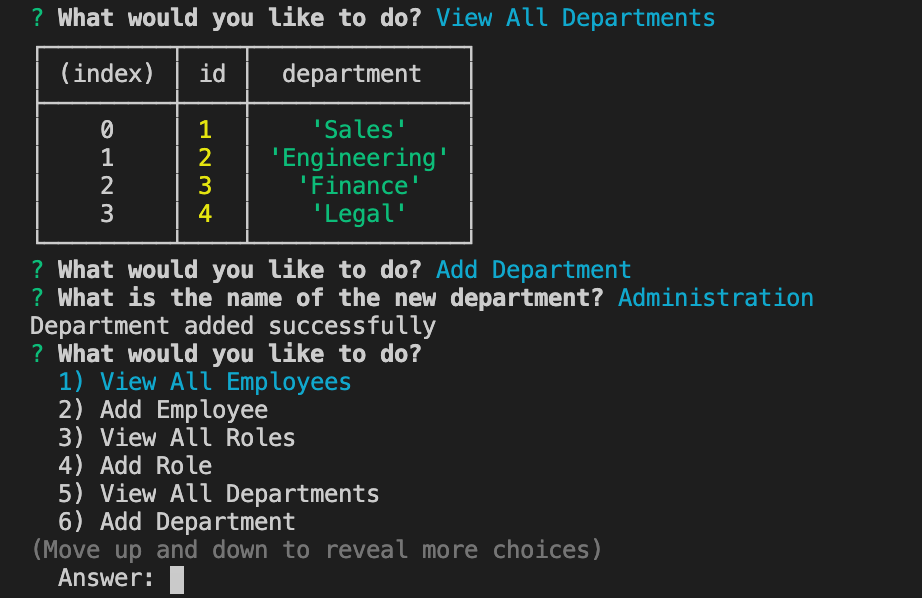 ? What would you like to do? View All Departments
(index) id department
0 1 'Sales'
1 2 'Engineering'
2 3 'Finance'
3 4 'Legal'
? What would you like to do? Add Department
? What is the name of the new department? Administration
Department added successfully
? What would you like to do?
1) View All Employees
2) Add Employee
3) View All Roles
4) Add Role
5) View All Departments
6) Add Department
(Move up and down to reveal more choices)
Answer: